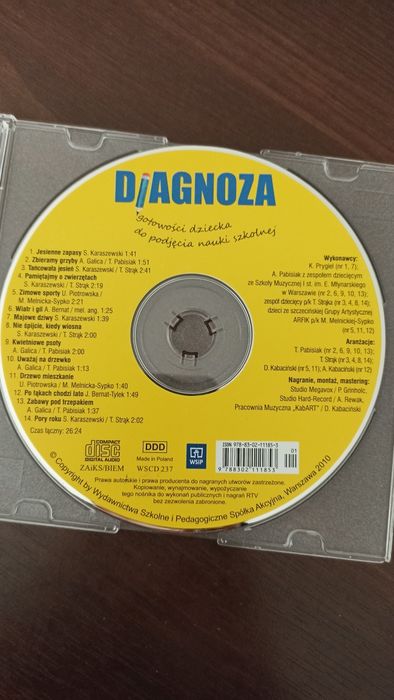 DIAGNOZA
gotowości dziecka
do podjęcia nauki szkolnej
1. Jesienne zapasy S. Karaszewski 1:41
2. Zbieramy grzyby A. Galica / T. Pabisiak 1:51
3. Tańcowała jesień S. Karaszewski / T. Strąk 2:41
4. Pamiętajmy o zwierzętach
S. Karaszewski / T. Strąk 2:19
5. Zimowe sporty U. Piotrowska /
M. Melnicka-Sypko 2:21
6. Wiatr i gil A. Bernat / mel. ang. 1:25
7. Majowe dziwy S. Karaszewski 1:39
8. Nie śpijcie, kiedy wiosna
S. Karaszewski / T. Strąk 2:00
9. Kwietniowe psoty
A. Galica / T. Pabisiak 2:00
10. Uważaj na drzewko
A. Galica / T. Pabisiak 1:13
11. Drzewo mieszkanie
U. Piotrowska / M. Melnicka-Sypko 1:40
12. Po łąkach chodzi lato J. Bernat-Tylek 1:49
13. Zabawy pod trzepakiem
A. Galica / T. Pabisiak 1:37
14. Pory roku S. Karaszewski / T. Strąk 2:02
Czas łączny: 26:24
Wykonawcy:
K. Prygiel (nr 1, 7);
A. Pabisiak z zespołem dziecięcym
ze Szkoły Muzycznej I st. im. E. Młynarskiego
w Warszawie (nr 2, 6, 9, 10, 13);
zespół dziecięcy p/k T. Strąka (nr 3, 4, 8, 14);
dzieci ze szczecińskiej Grupy Artystycznej
ARFIK p/k M. Melnickiej-Sypko
(nr 5, 11, 12)
Aranżacje:
T. Pabisiak (nr 2, 6, 9, 10, 13);
T. Strąk (nr 3, 4, 8, 14);
D. Kabaciński (nr 5, 11); A. Kabaciński (nr 12)
Nagranie, montaż, mastering:
Studio Megavox / P. Grinholc,
Studio Hard-Record / A. Rewak,
Pracownia Muzyczna „KabART” / D. Kabaciński
COMPACT
disc
DIGITAL AUDIO
ZAiKS/BIEM
DDD
Made in Poland
WSCD 237
WSiP
ISBN 978-83-02-11185-3
01
9 788302 111853
Prawa autorskie i prawa producenta do nagranych utworów zastrzeżone.
Kopiowanie, wynajmowanie, wypożyczanie
tego nośnika do wykonań publicznych i nagrań RTV
bez zezwolenia zabronione.
© Copyright by Wydawnictwa Szkolne i Pedagogiczne Spółka Akcyjna, Warszawa 2010